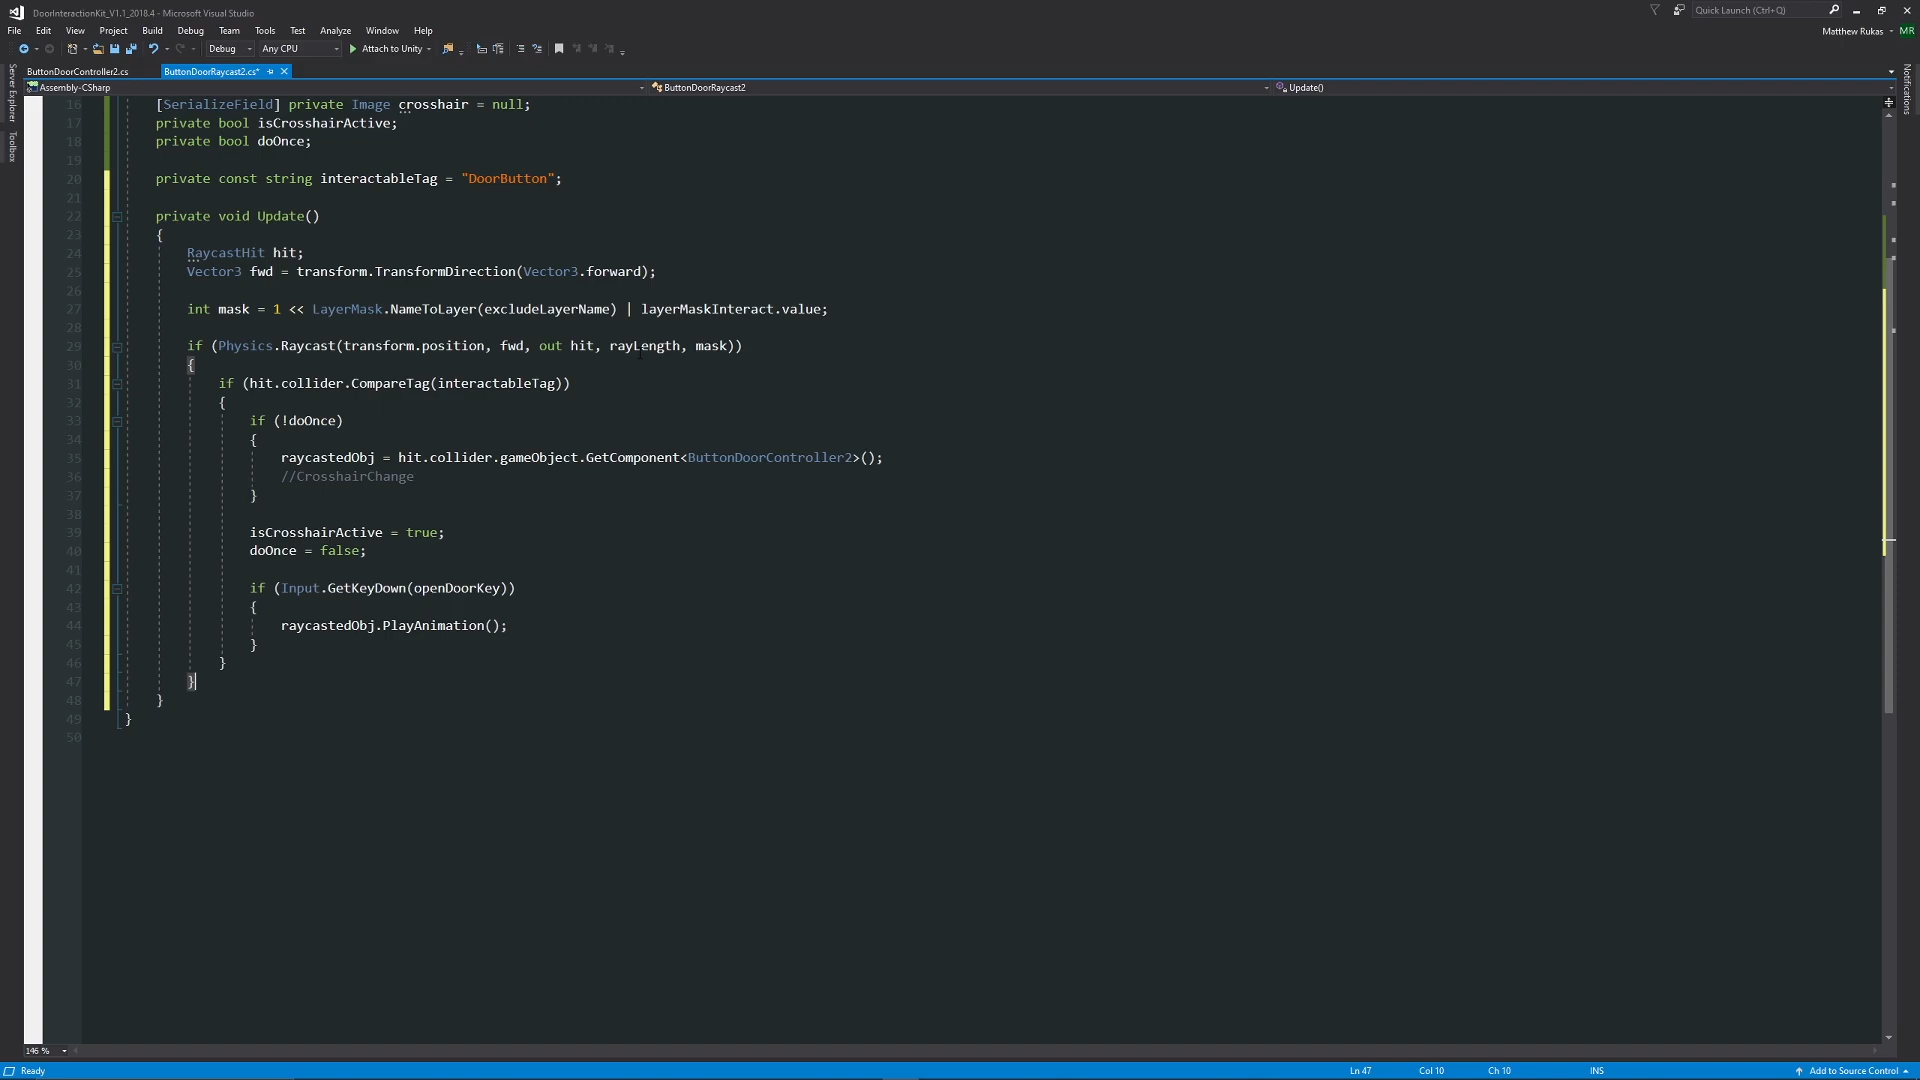 DoorInteractionKit_V1.1_2018.4 - Microsoft Visual Studio
Quick Launch (Ctrl+Q)
File Edit View Project Build Debug Team Tools Test Analyze Window Help
Matthew Rukas MR
Debug Any CPU Attach to Unity
ButtonDoorController2.cs ButtonDoorRaycast2.cs*
Assembly-CSharp ButtonDoorRaycast2 Update()
Server Explorer
Toolbox
Notifications
16 [SerializeField] private Image crosshair = null;
17 private bool isCrosshairActive;
18 private bool doOnce;
19
20 private const string interactableTag = "DoorButton";
21
22 private void Update()
23 {
24 RaycastHit hit;
25 Vector3 fwd = transform.TransformDirection(Vector3.forward);
26
27 int mask = 1 << LayerMask.NameToLayer(excludeLayerName) | layerMaskInteract.value;
28
29 if (Physics.Raycast(transform.position, fwd, out hit, rayLength, mask))
30 {
31 if (hit.collider.CompareTag(interactableTag))
32 {
33 if (!doOnce)
34 {
35 raycastedObj = hit.collider.gameObject.GetComponent<ButtonDoorController2>();
36 //CrosshairChange
37 }
38
39 isCrosshairActive = true;
40 doOnce = false;
41
42 if (Input.GetKeyDown(openDoorKey))
43 {
44 raycastedObj.PlayAnimation();
45 }
46 }
47 }
48 }
49 }
50
146 %
Ready Ln 47 Col 10 Ch 10 INS Add to Source Control